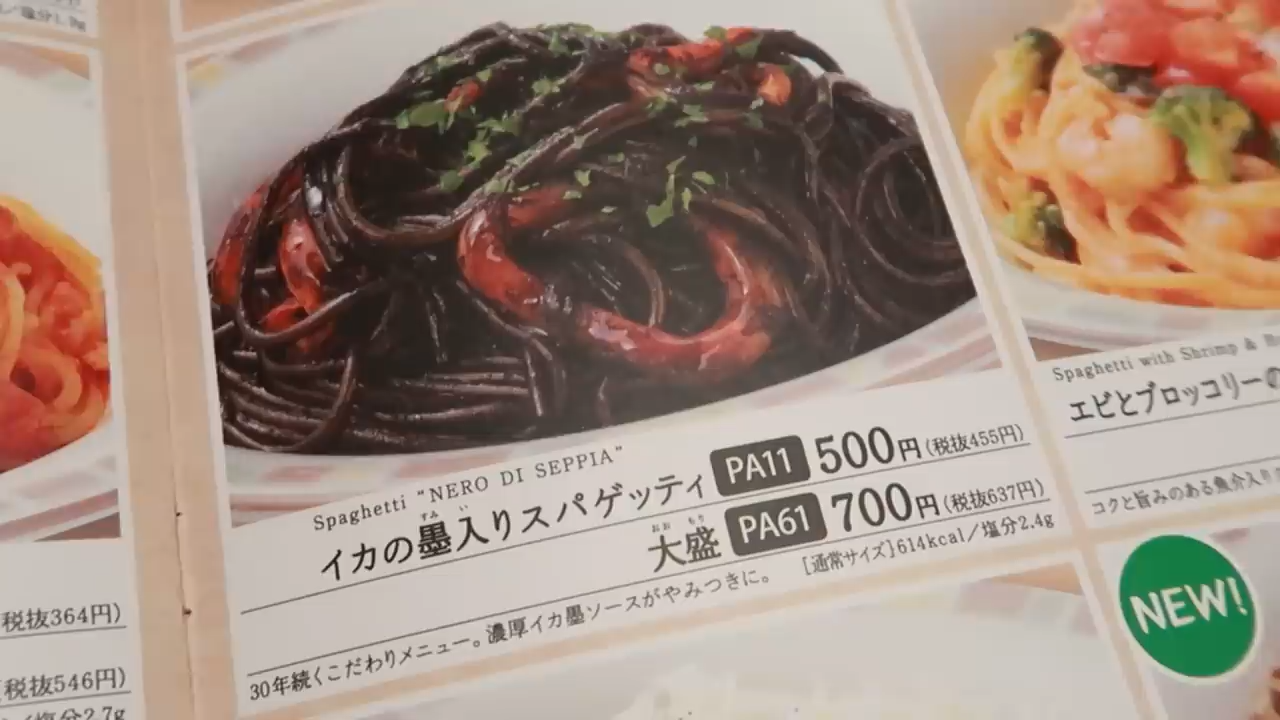 Spaghetti "NERO DI SEPPIA"
イカの墨入りスパゲッティ PA11 500円(税抜455円)
大盛 PA61 700円(税抜637円)
[通常サイズ]614kcal/塩分2.4g
30年続くこだわりメニュー。濃厚イカ墨ソースがやみつきに。
Spaghetti with Shrimp &
エビとブロッコリーの
コクと旨みのある魚介入り
NEW!
税抜364円)
税抜546円)
塩分2.7g